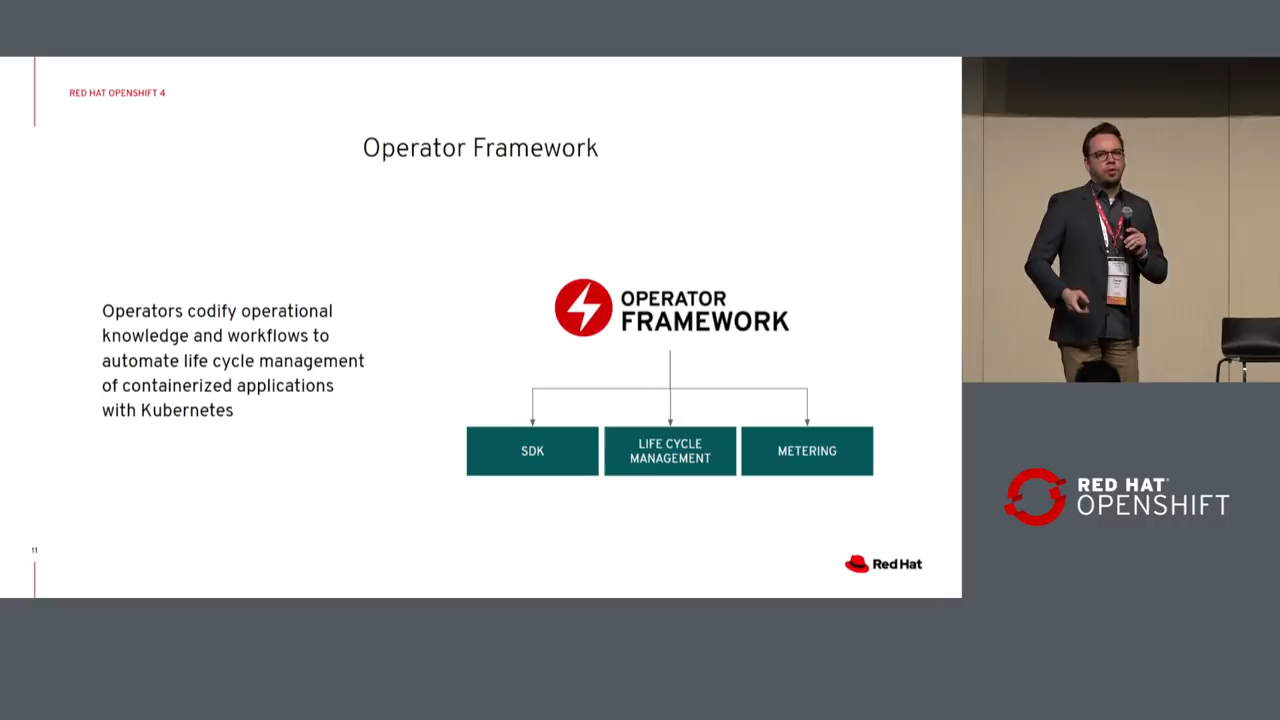 RED HAT OPENSHIFT 4
Operator Framework
Operators codify operational
knowledge and workflows to
automate life cycle management
of containerized applications
with Kubernetes
OPERATOR
FRAMEWORK
SDK
LIFE CYCLE
MANAGEMENT
METERING
11
Red Hat
RED HAT®
OPENSHIFT